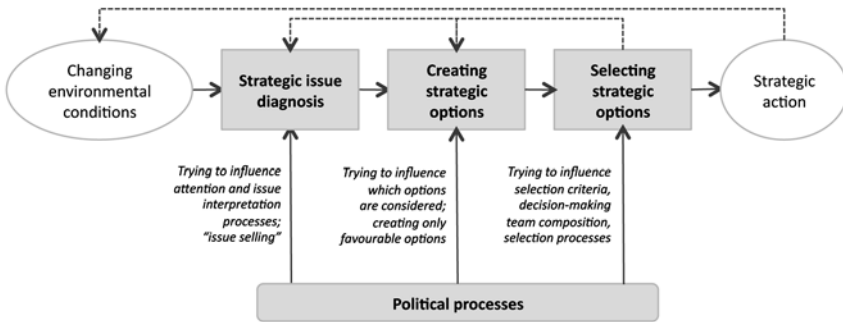 Changing
environmental
conditions
Strategic issue
diagnosis
Creating
strategic
options
Selecting
strategic
options
Strategic
action
Trying to influence
attention and issue
interpretation
processes;
"issue selling"
Trying to influence
which options
are considered;
creating only
favourable options
Trying to influence
selection criteria,
decision-making
team composition,
selection processes
Political processes